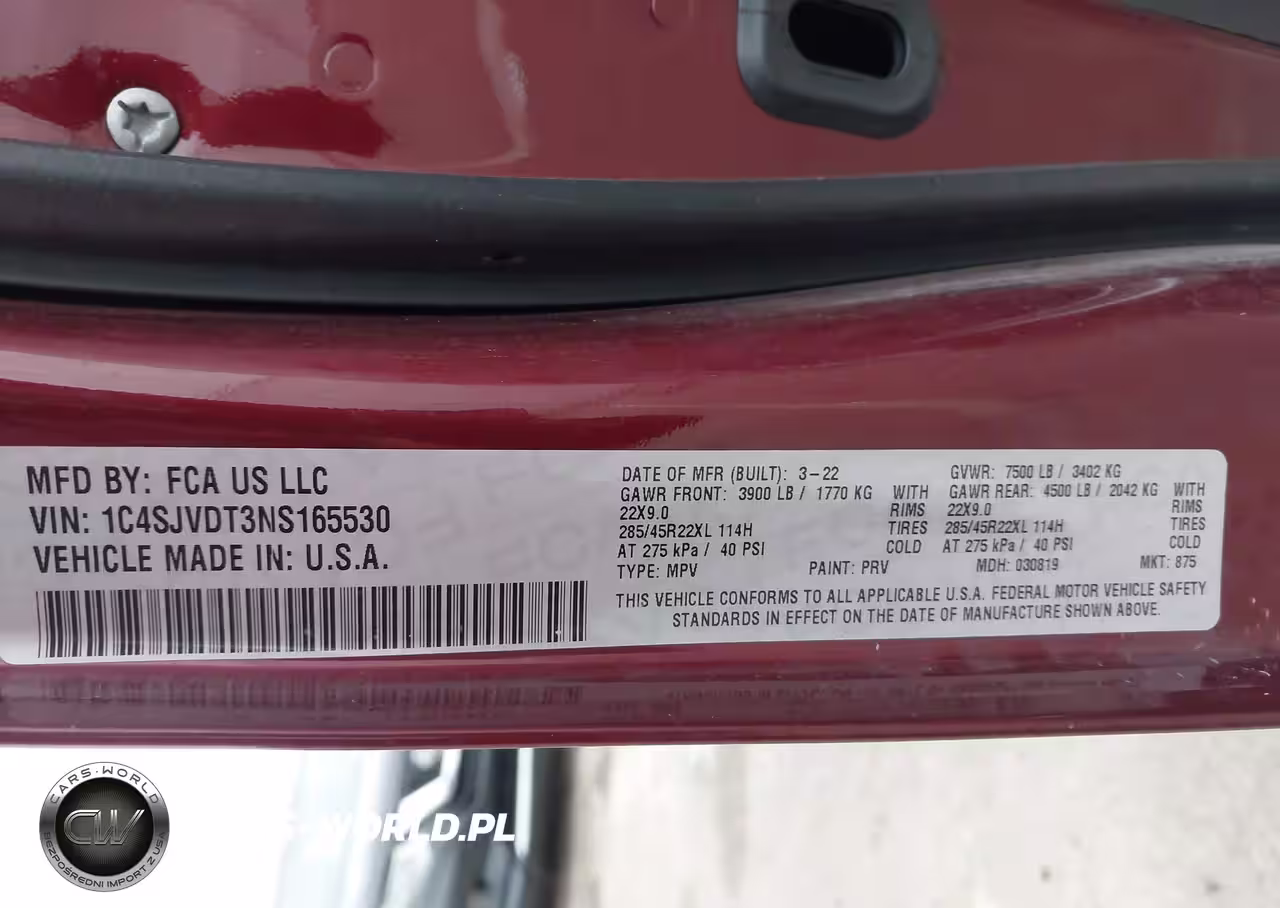 MFD BY: FCA US LLC
VIN: 1C4SJVDT3NS165530
VEHICLE MADE IN: U.S.A.
DATE OF MFR (BUILT): 3-22 GVWR: 7500 LB / 3402 KG
GAWR FRONT: 3900 LB / 1770 KG WITH GAWR REAR: 4500 LB / 2042 KG WITH
22X9.0 RIMS 22X9.0 RIMS
285/45R22XL 114H TIRES 285/45R22XL 114H TIRES
AT 275 kPa / 40 PSI COLD AT 275 kPa / 40 PSI COLD
TYPE: MPV PAINT: PRV MDH: 030819 MKT: 875
THIS VEHICLE CONFORMS TO ALL APPLICABLE U.S.A. FEDERAL MOTOR VEHICLE SAFETY
STANDARDS IN EFFECT ON THE DATE OF MANUFACTURE SHOWN ABOVE.
CARS-WORLD
CW
BEZPOŚREDNI IMPORT Z USA
S-WORLD.PL